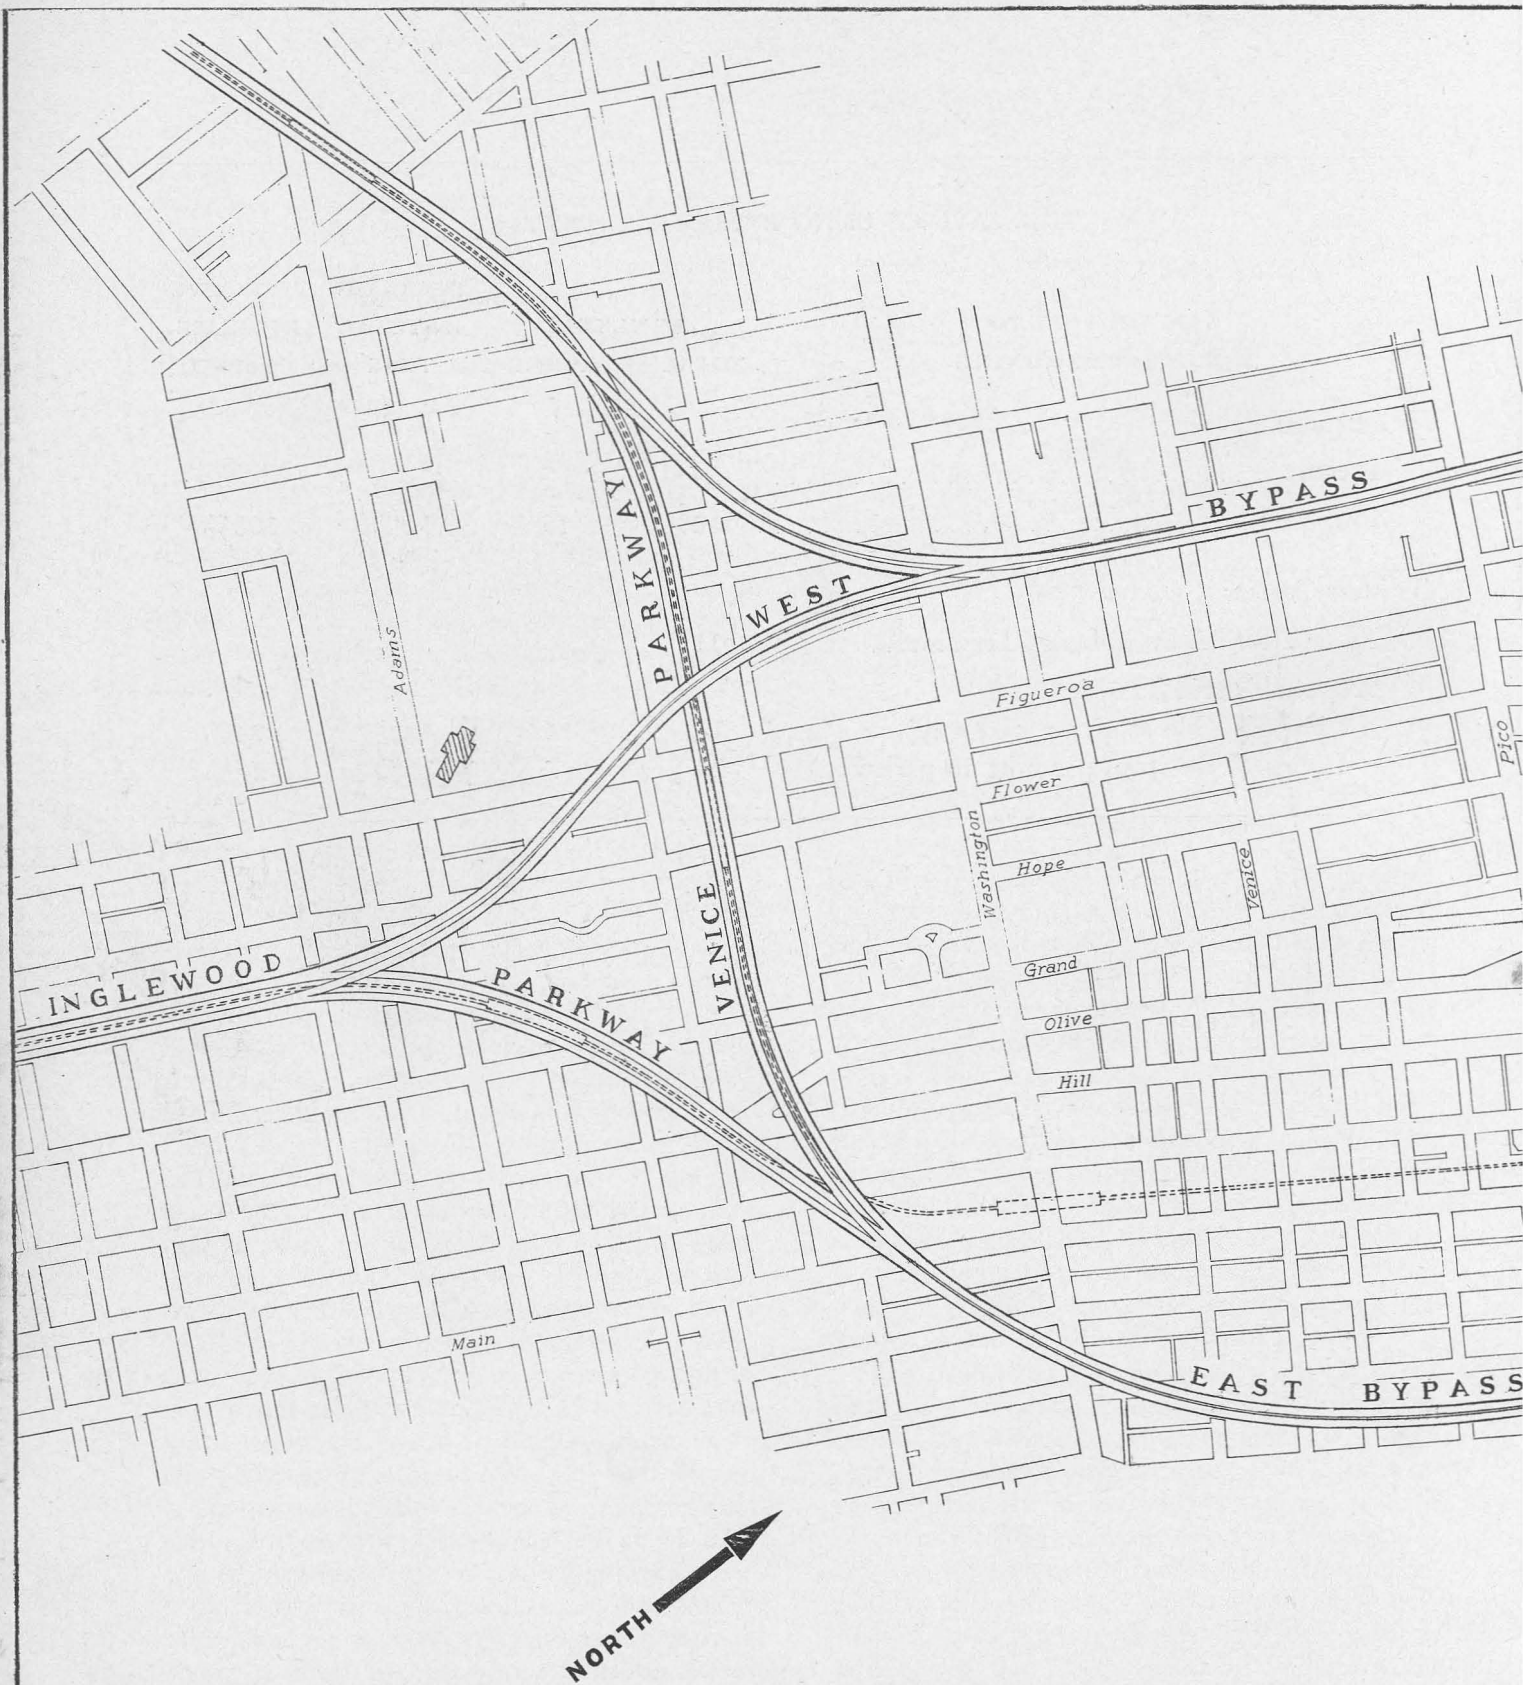 BYPASS
PARKWAY
WEST
Adams
Figueroa
Pico
Flower
Washington
Hope
Venice
VENICE
INGLEWOOD
PARKWAY
Grand
Olive
Hill
Main
EAST BYPASS
NORTH